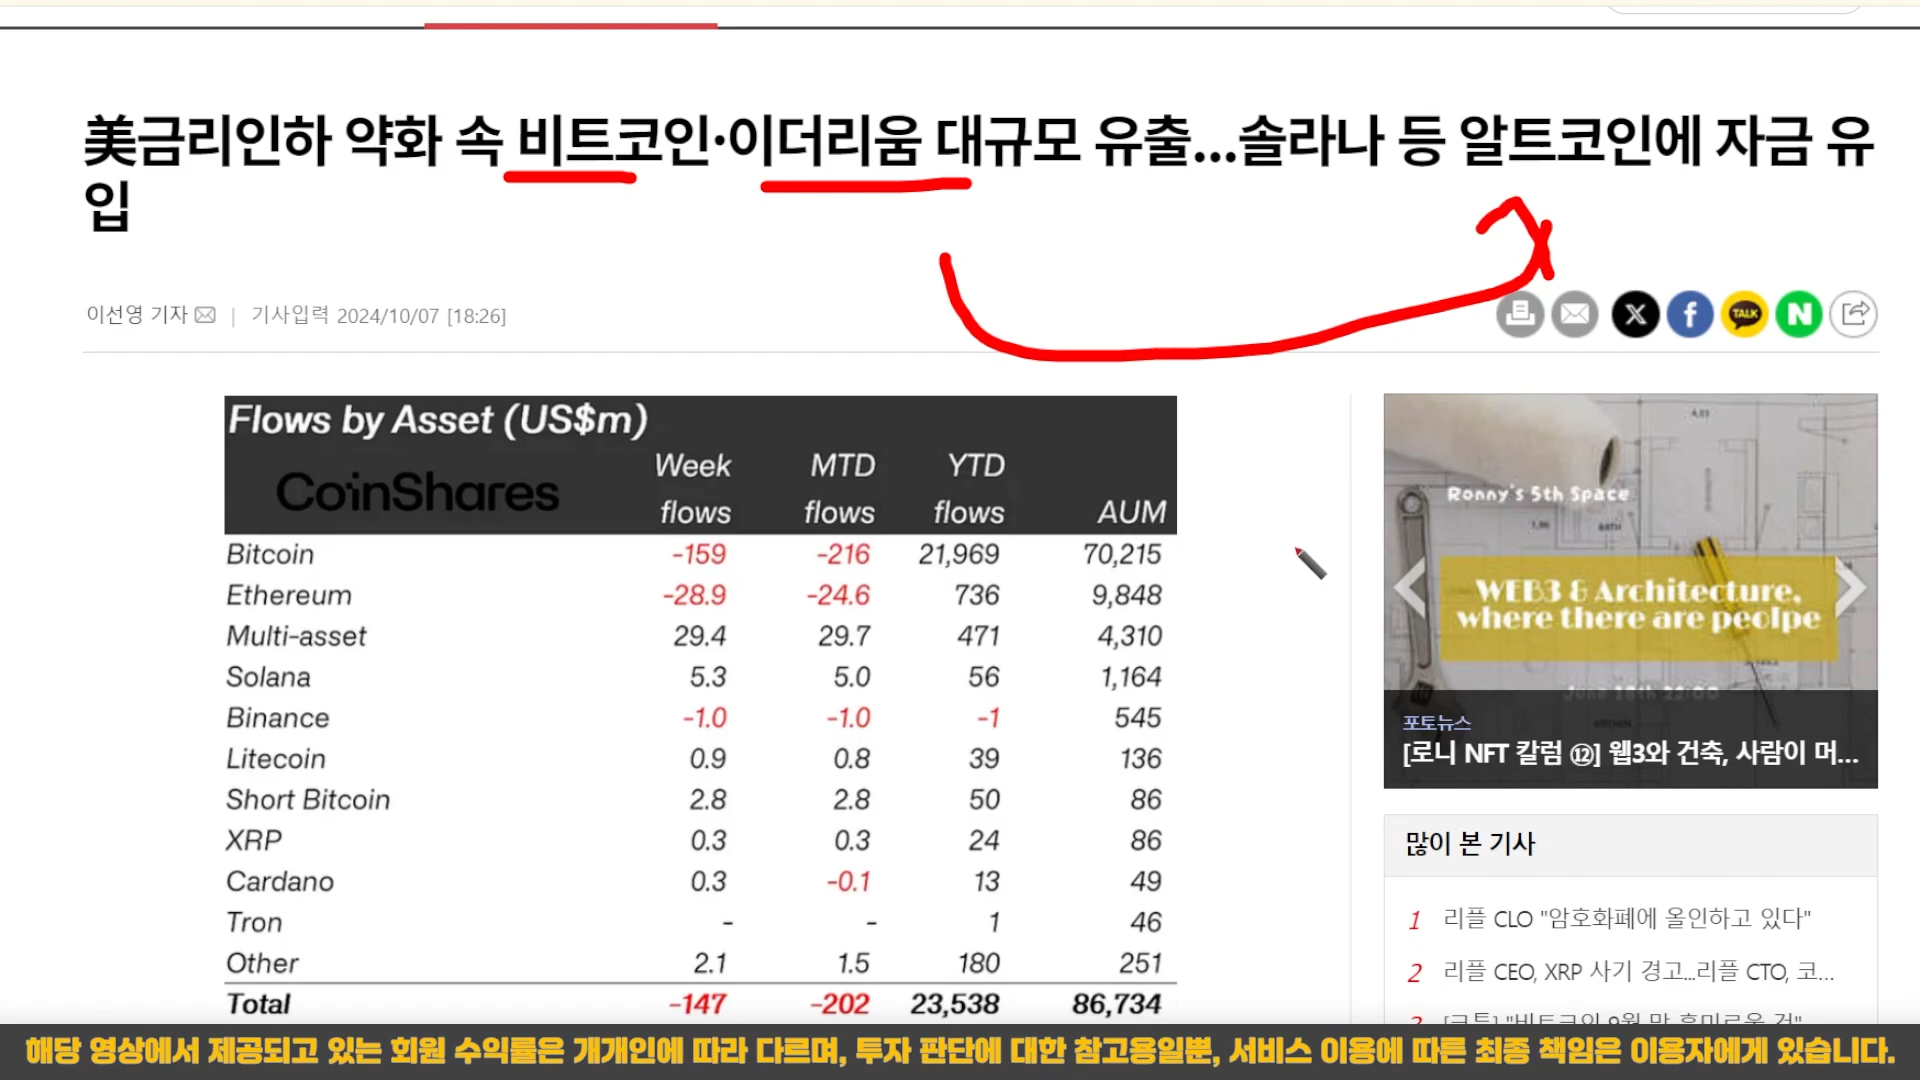 美금리인하 약화 속 비트코인·이더리움 대규모 유출...솔라나 등 알트코인에 자금 유
입
이선영 기자 | 기사입력 2024/10/07 [18:26]
TALK
Flows by Asset (US$m)
CoinShares
Week flows MTD flows YTD flows AUM
Bitcoin -159 -216 21,969 70,215
Ethereum -28.9 -24.6 736 9,848
Multi-asset 29.4 29.7 471 4,310
Solana 5.3 5.0 56 1,164
Binance -1.0 -1.0 -1 545
Litecoin 0.9 0.8 39 136
Short Bitcoin 2.8 2.8 50 86
XRP 0.3 0.3 24 86
Cardano 0.3 -0.1 13 49
Tron - - 1 46
Other 2.1 1.5 180 251
Total -147 -202 23,538 86,734
Ronny's 5th Space
WEB3 & Architecture,
where there are peolpe
포토뉴스
[로니 NFT 칼럼 ⑫] 웹3와 건축, 사람이 머...
많이 본 기사
1 리플 CLO "암호화폐에 올인하고 있다"
2 리플 CEO, XRP 사기 경고...리플 CTO, 코...
해당 영상에서 제공되고 있는 회원 수익률은 개개인에 따라 다르며, 투자 판단에 대한 참고용일뿐, 서비스 이용에 따른 최종 책임은 이용자에게 있습니다.